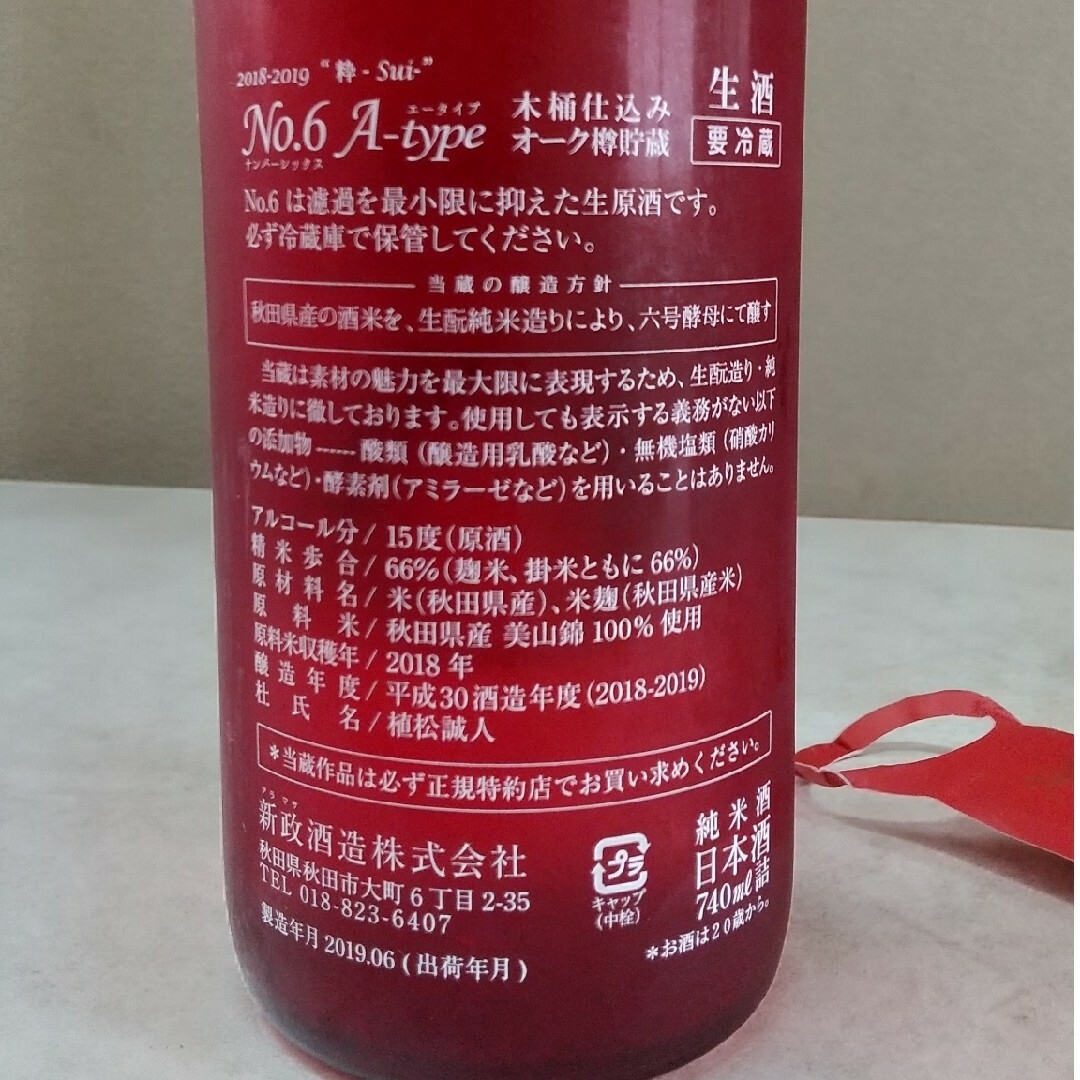 2018-2019 “粋 - Sui-”
No.6 A-type
エータイプ
ナンバーシックス
木桶仕込み
オーク樽貯蔵
生酒
要冷蔵
No.6 は濾過を最小限に抑えた生原酒です。
必ず冷蔵庫で保管してください。
当蔵の醸造方針
秋田県産の酒米を、生酛純米造りにより、六号酵母にて醸す
当蔵は素材の魅力を最大限に表現するため、生酛造り・純
米造りに徹しております。使用しても表示する義務がない以下
の添加物 ------ 酸類（醸造用乳酸など）・無機塩類（硝酸カリ
ウムなど）・酵素剤（アミラーゼなど）を用いることはありません。
アルコール分 / 15度（原酒）
精米歩合 / 66%（麹米、掛米ともに66%）
原材料名 / 米（秋田県産）、米麹（秋田県産米）
原料米 / 秋田県産 美山錦 100% 使用
原料米収穫年 / 2018 年
醸造年度 / 平成30酒造年度（2018-2019）
杜氏名 / 植松誠人
＊当蔵作品は必ず正規特約店でお買い求めください。
アラマサ
新政酒造株式会社
秋田県秋田市大町6丁目2-35
TEL 018-823-6407
製造年月 2019.06（出荷年月）
プラ
キャップ
（中栓）
純米酒
日本酒
740ml詰
＊お酒は20歳から。